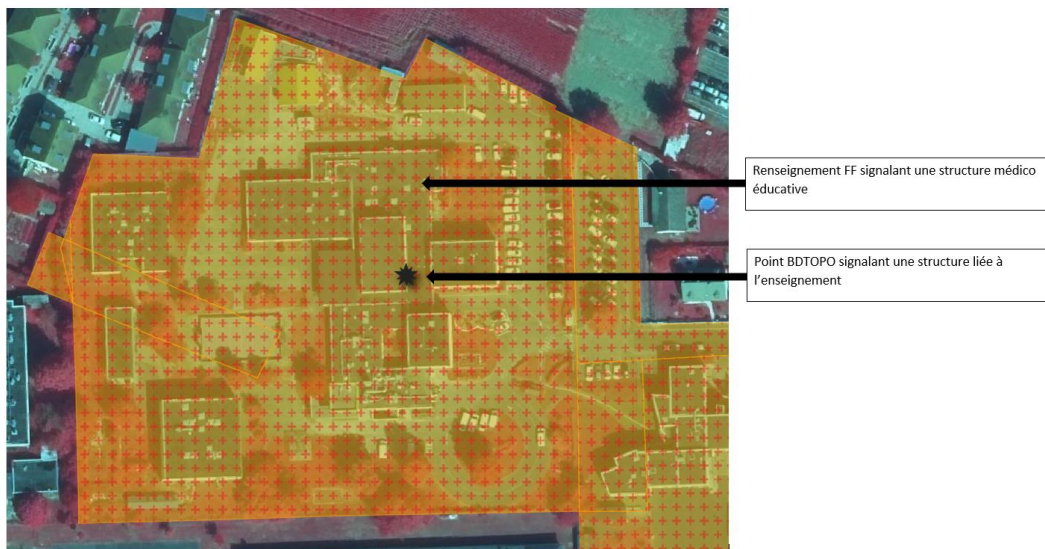 Renseignement FF signalant une structure médico
éducative
Point BDTOPO signalant une structure liée à
l'enseignement